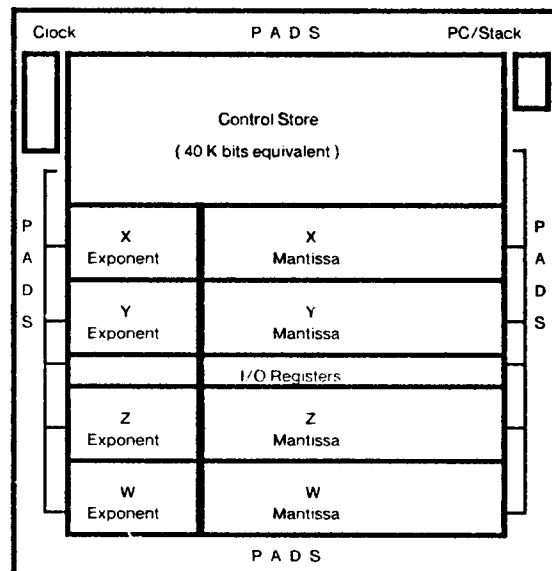 Clock P A D S PC/Stack
Control Store
( 40 K bits equivalent )
X X
Exponent Mantissa
Y Y
Exponent Mantissa
I/O Registers
Z Z
Exponent Mantissa
W W
Exponent Mantissa
P A D S
P
A
D
S
P
A
D
S